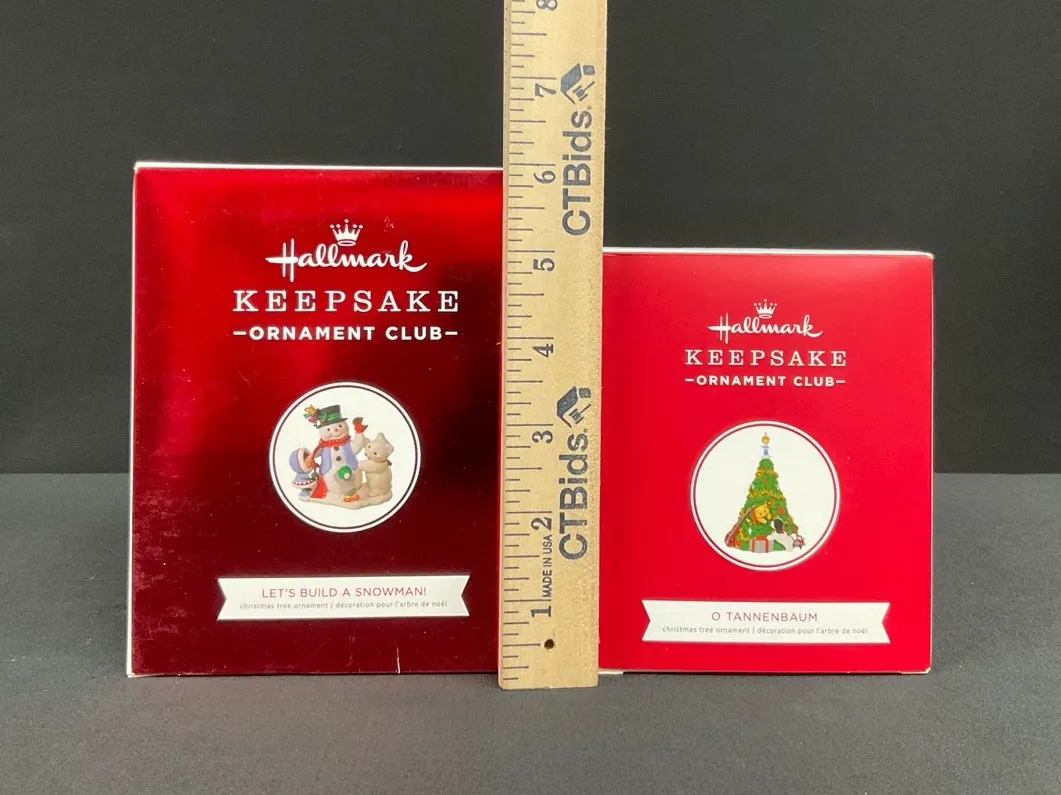 Hallmark
KEEPSAKE
–ORNAMENT CLUB–
LET'S BUILD A SNOWMAN!
christmas tree ornament | décoration pour l'arbre de noël
8
7
6
5
4
3
2
1
CTBids.
CTBids.
MADE IN USA
Hallmark
KEEPSAKE
–ORNAMENT CLUB–
O TANNENBAUM
christmas tree ornament | décoration pour l'arbre de noël